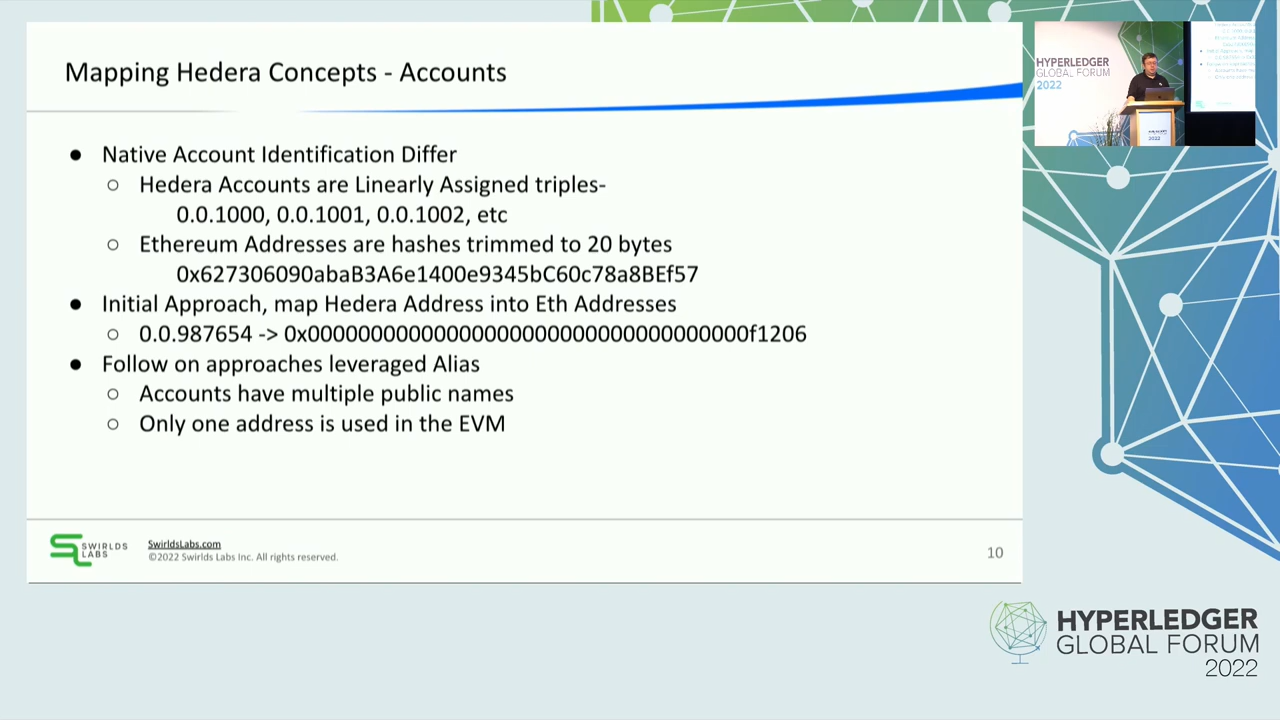 Mapping Hedera Concepts - Accounts
● Native Account Identification Differ
○ Hedera Accounts are Linearly Assigned triples-
0.0.1000, 0.0.1001, 0.0.1002, etc
○ Ethereum Addresses are hashes trimmed to 20 bytes
0x627306090abaB3A6e1400e9345bC60c78a8BEf57
● Initial Approach, map Hedera Address into Eth Addresses
○ 0.0.987654 -> 0x00000000000000000000000000000000000f1206
● Follow on approaches leveraged Alias
○ Accounts have multiple public names
○ Only one address is used in the EVM
SWIRLDS
LABS
SwirldsLabs.com
©2022 Swirlds Labs Inc. All rights reserved.
10
HYPERLEDGER
GLOBAL FORUM
2022
HYPERLEDGER
GLOBAL FORUM
2022